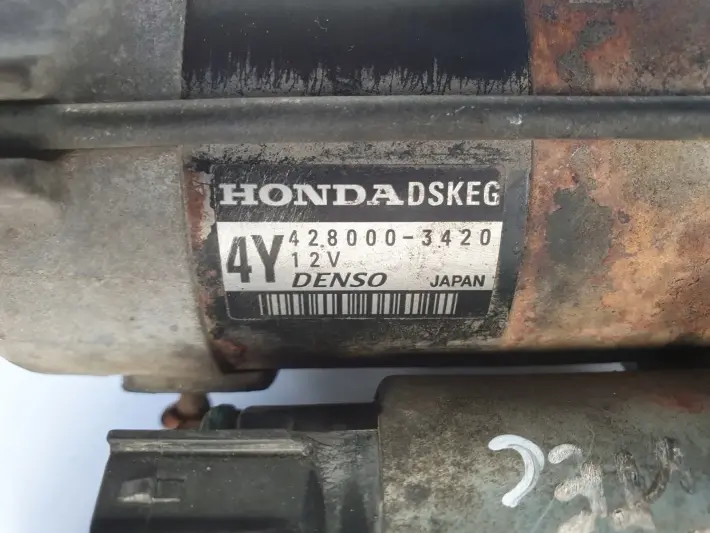 HONDA DSKEG
4Y 428000-3420
12V
DENSO JAPAN